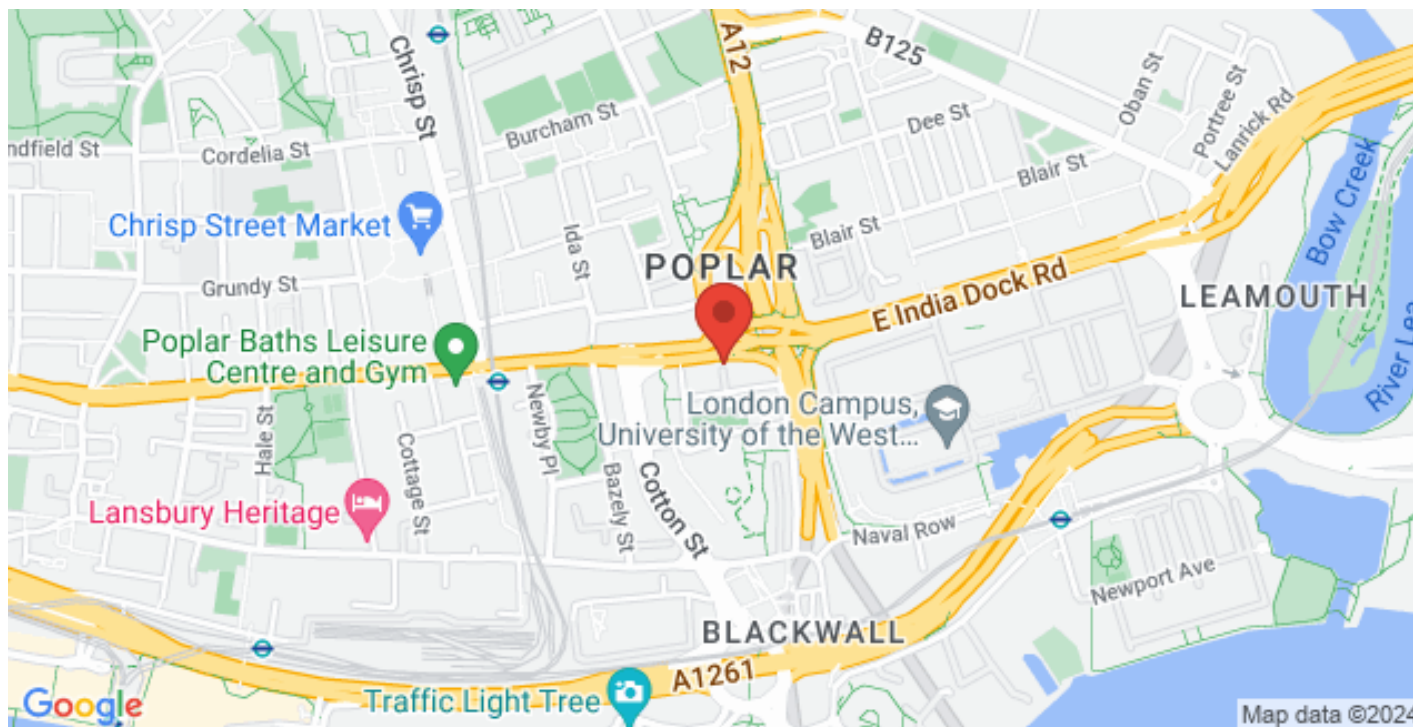 A12
B125
Chrisp St
Oban St
Portree St
Lanrick Rd
Burcham St
Dee St
ndfield St
Cordelia St
Blair St
Bow Creek
Chrisp Street Market
Ida St
Blair St
POPLAR
Grundy St
E India Dock Rd
LEAMOUTH
Poplar Baths Leisure
Centre and Gym
River Lea
Hale St
Cottage St
Newby Pl
London Campus,
University of the West...
Bazely St
Cotton St
Lansbury Heritage
Naval Row
Newport Ave
BLACKWALL
A1261
Traffic Light Tree
Google
Map data ©2024